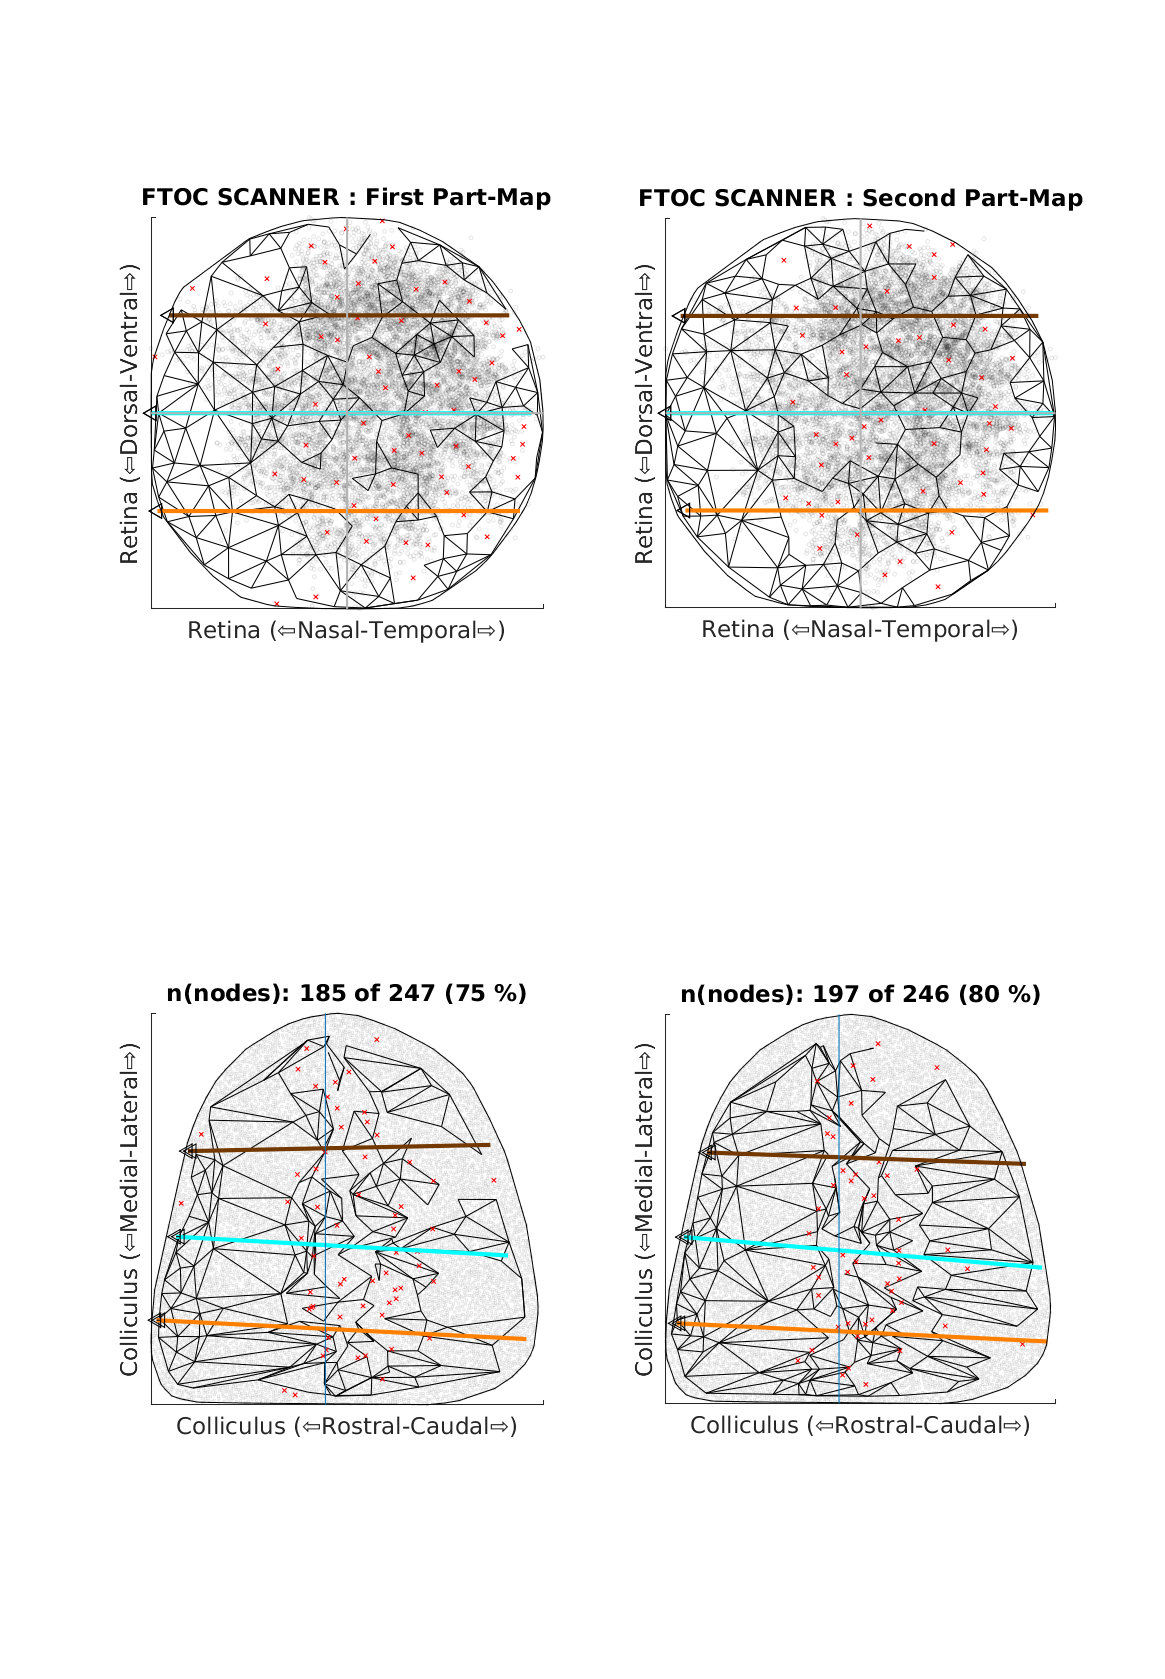 FTOC SCANNER : First Part-Map
FTOC SCANNER : Second Part-Map
Retina (⇦Dorsal-Ventral⇨)
Retina (⇦Dorsal-Ventral⇨)
Retina (⇦Nasal-Temporal⇨)
Retina (⇦Nasal-Temporal⇨)
n(nodes): 185 of 247 (75 %)
n(nodes): 197 of 246 (80 %)
Colliculus (⇦Medial-Lateral⇨)
Colliculus (⇦Medial-Lateral⇨)
Colliculus (⇦Rostral-Caudal⇨)
Colliculus (⇦Rostral-Caudal⇨)